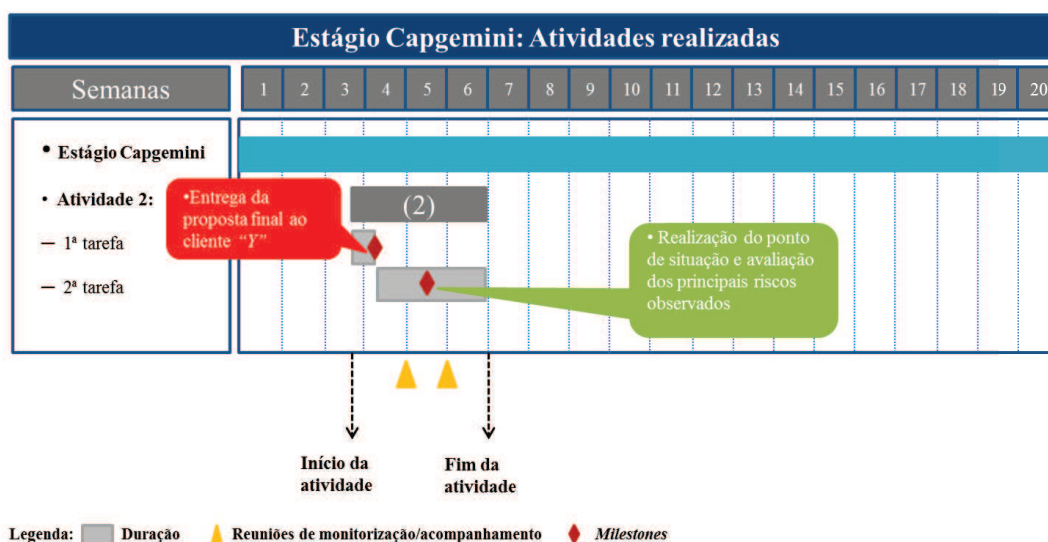 Estágio Capgemini: Atividades realizadas
Semanas 1 2 3 4 5 6 7 8 9 10 11 12 13 14 15 16 17 18 19 20
• Estágio Capgemini
• Atividade 2:
(2)
•Entrega da
proposta final ao
cliente “Y”
– 1ª tarefa
– 2ª tarefa
• Realização do ponto
de situação e avaliação
dos principais riscos
observados
Início da
atividade
Fim da
atividade
Legenda: Duração Reuniões de monitorização/acompanhamento Milestones